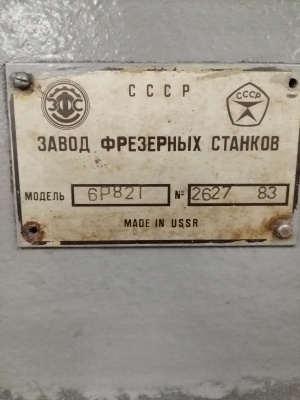 ЗФС
СССР
СССР
ЗАВОД ФРЕЗЕРНЫХ СТАНКОВ
МОДЕЛЬ 6Р82Г № 2627 83
MADE IN USSR